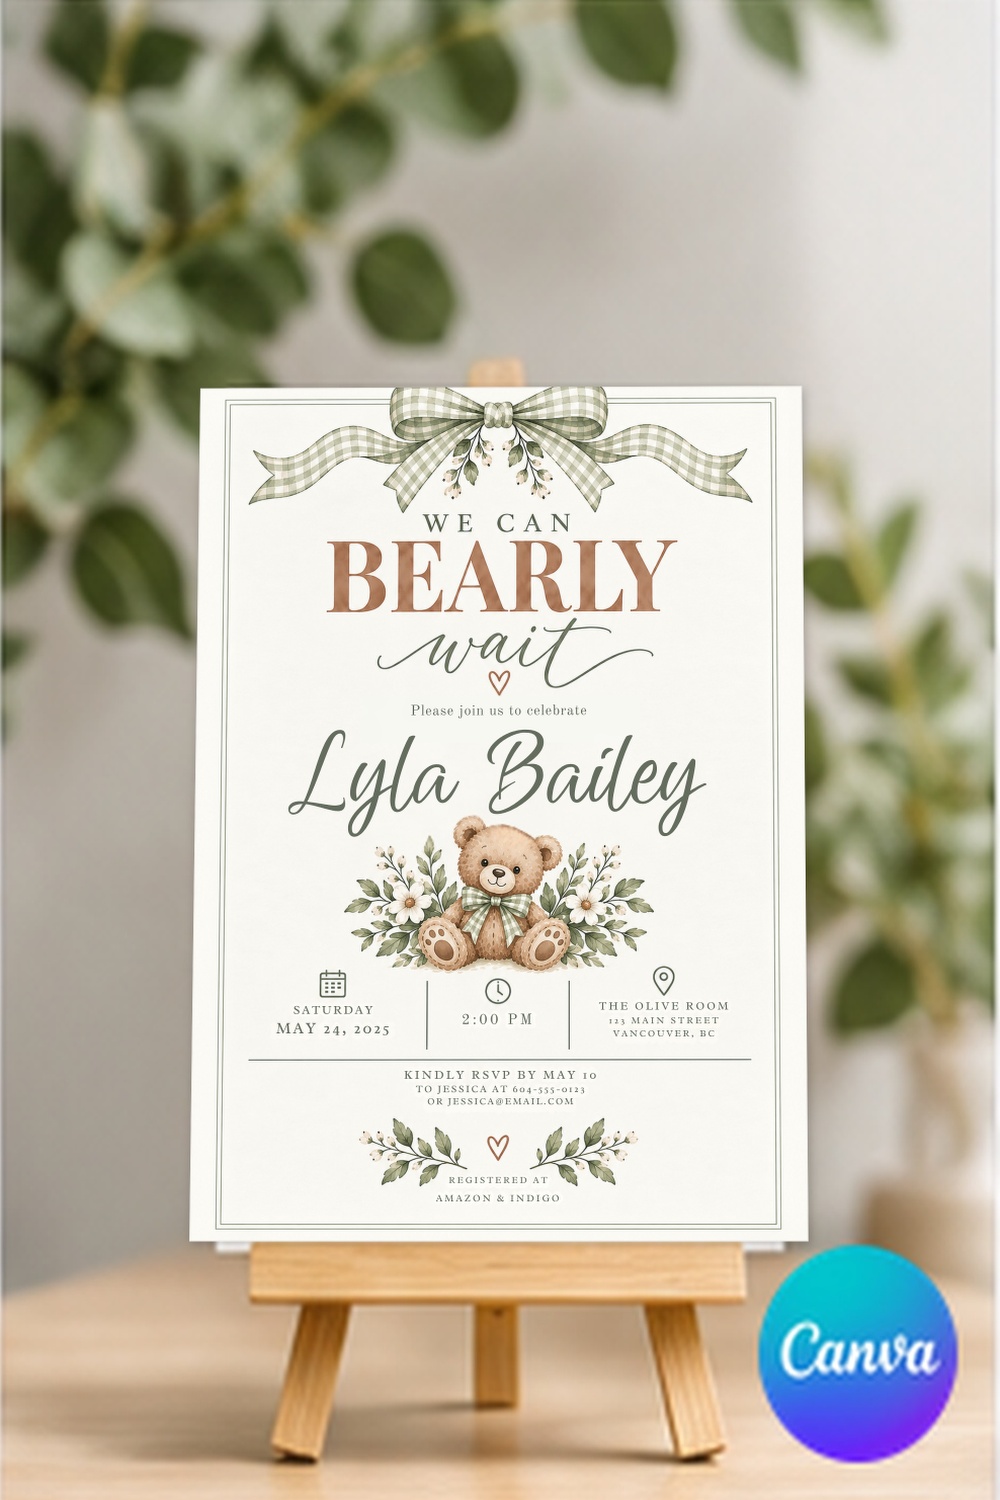 WE CAN
BEARLY
wait
Please join us to celebrate
Lyla Bailey
SATURDAY
MAY 24, 2025
2:00 PM
THE OLIVE ROOM
123 MAIN STREET
VANCOUVER, BC
KINDLY RSVP BY MAY 10
TO JESSICA AT 604-555-0123
OR JESSICA@EMAIL.COM
REGISTERED AT
AMAZON & INDIGO
Canva